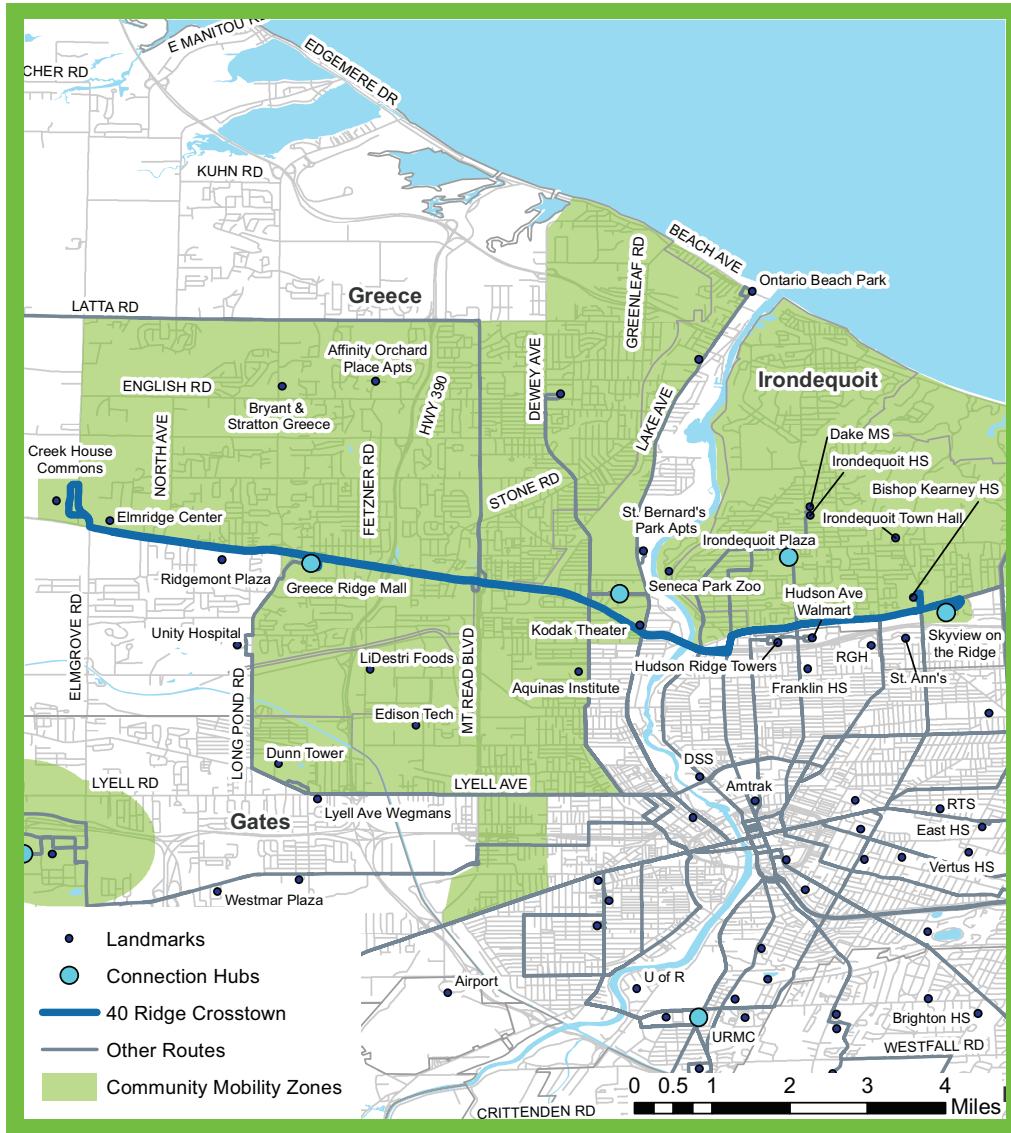 E MANITOU RD
EDGEMERE DR
CHER RD
KUHN RD
BEACH AVE
GREENLEAF RD
Ontario Beach Park
Greece
LATTA RD
Affinity Orchard
Place Apts
DEWEY AVE
HWY 390
Irondequoit
ENGLISH RD
Bryant &
Stratton Greece
LAKE AVE
NORTH AVE
FETZNER RD
Dake MS
Irondequoit HS
Creek House
Commons
STONE RD
Bishop Kearney HS
Elmridge Center
St. Bernard's
Park Apts
Irondequoit Town Hall
Irondequoit Plaza
Ridgemont Plaza
Greece Ridge Mall
Seneca Park Zoo
Hudson Ave
Walmart
ELMGROVE RD
Unity Hospital
Kodak Theater
Skyview on
the Ridge
LiDestri Foods
MT READ BLVD
Hudson Ridge Towers
RGH
St. Ann's
Aquinas Institute
Franklin HS
LONG POND RD
Edison Tech
Dunn Tower
DSS
LYELL RD
LYELL AVE
Amtrak
Lyell Ave Wegmans
RTS
Gates
East HS
Vertus HS
Westmar Plaza
Landmarks
Connection Hubs
Airport
U of R
40 Ridge Crosstown
Brighton HS
Other Routes
URMC
WESTFALL RD
Community Mobility Zones
0 0.5 1 2 3 4
Miles
CRITTENDEN RD